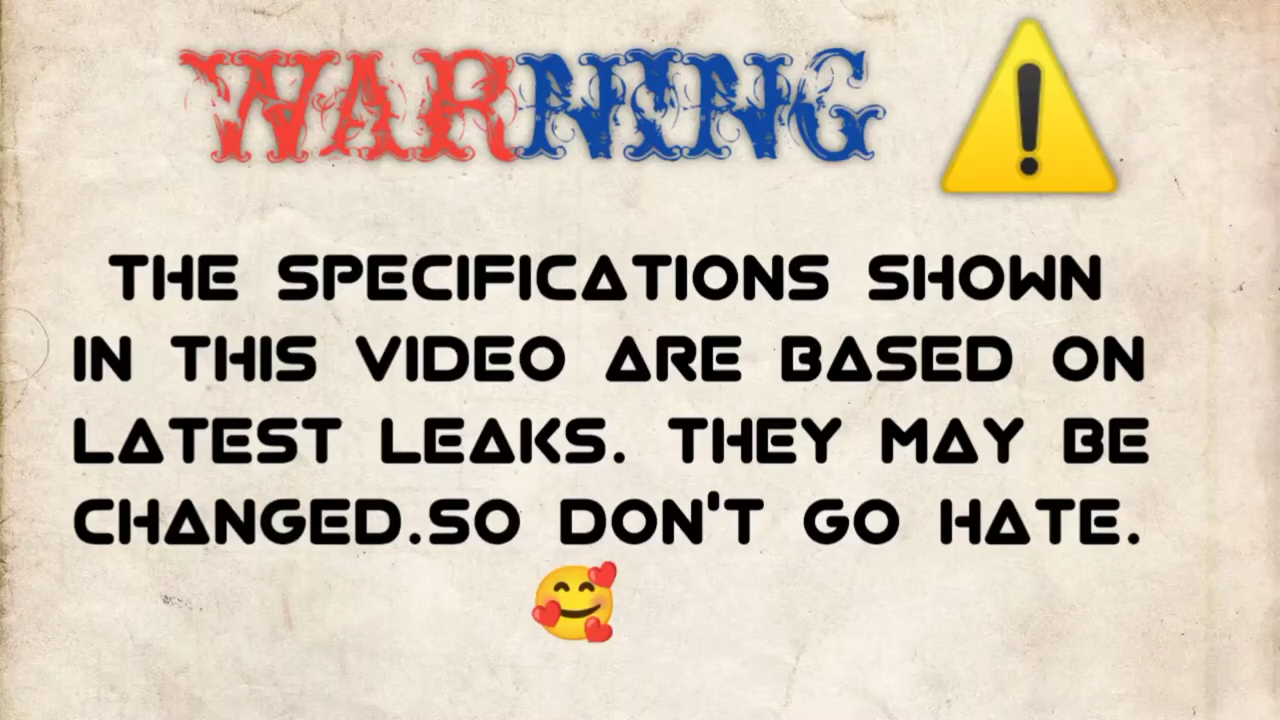 WARNING ⚠️
THE SPECIFICATIONS SHOWN
IN THIS VIDEO ARE BASED ON
LATEST LEAKS. THEY MAY BE
CHANGED.SO DON'T GO HATE.
🥰